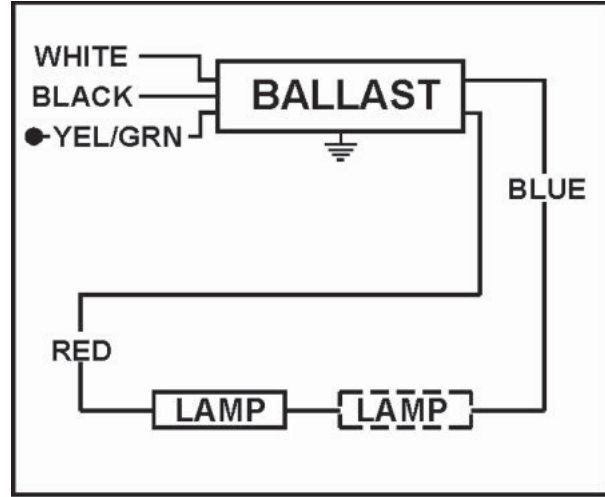 WHITE
BLACK
YEL/GRN
BALLAST
BLUE
RED
LAMP
LAMP